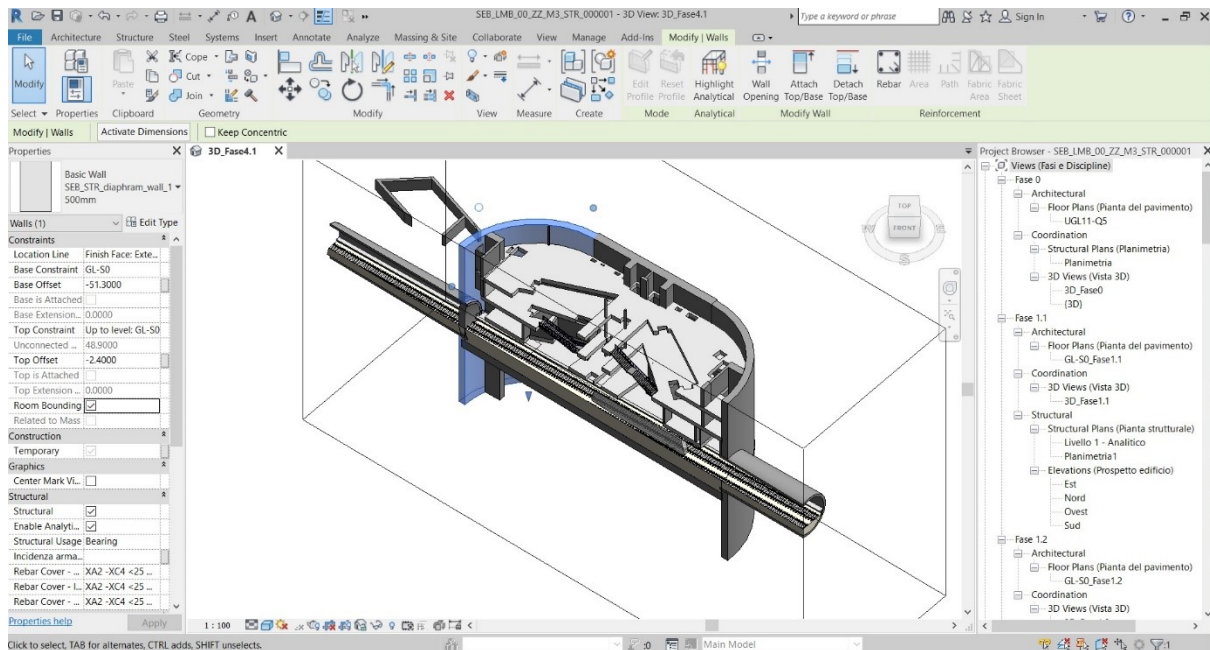 SEB_LMB_00_ZZ_M3_STR_000001 - 3D View: 3D_Fase4.1
Type a keyword or phrase
Sign In
File Architecture Structure Steel Systems Insert Annotate Analyze Massing & Site Collaborate View Manage Add-Ins Modify | Walls
Modify
Paste
Cope
Cut
Join
Edit Profile
Reset Profile
Highlight Analytical
Wall Opening
Attach Top/Base
Detach Top/Base
Rebar
Area
Path
Fabric Area
Fabric Sheet
Select Properties Clipboard Geometry Modify View Measure Create Mode Analytical Modify Wall Reinforcement
Modify | Walls Activate Dimensions Keep Concentric
Properties
3D_Fase4.1
Basic Wall
SEB_STR_diaphram_wall_1
500mm
Walls (1) Edit Type
Constraints
Location Line Finish Face: Exte...
Base Constraint GL-S0
Base Offset -51.3000
Base is Attached
Base Extension... 0.0000
Top Constraint Up to level: GL-S0
Unconnected ... 48.9000
Top Offset -2.4000
Top is Attached
Top Extension ... 0.0000
Room Bounding
Related to Mass
Construction
Temporary
Graphics
Center Mark Vi...
Structural
Structural
Enable Analyti...
Structural Usage Bearing
Incidenza arma...
Rebar Cover - ... XA2 -XC4 <25 ...
Rebar Cover - I... XA2 -XC4 <25 ...
Rebar Cover - ... XA2 -XC4 <25 ...
Properties help Apply
TOP
FRONT
1 : 100
Project Browser - SEB_LMB_00_ZZ_M3_STR_000001
Views (Fasi e Discipline)
Fase 0
Architectural
Floor Plans (Pianta del pavimento)
UGL11-Q5
Coordination
Structural Plans (Planimetria)
Planimetria
3D Views (Vista 3D)
3D_Fase0
{3D}
Fase 1.1
Architectural
Floor Plans (Pianta del pavimento)
GL-S0_Fase1.1
Coordination
3D Views (Vista 3D)
3D_Fase1.1
Structural
Structural Plans (Pianta strutturale)
Livello 1 - Analitico
Planimetria1
Elevations (Prospetto edificio)
Est
Nord
Ovest
Sud
Fase 1.2
Architectural
Floor Plans (Pianta del pavimento)
GL-S0_Fase1.2
Coordination
3D Views (Vista 3D)
Click to select, TAB for alternates, CTRL adds, SHIFT unselects.
:0
Main Model
:1